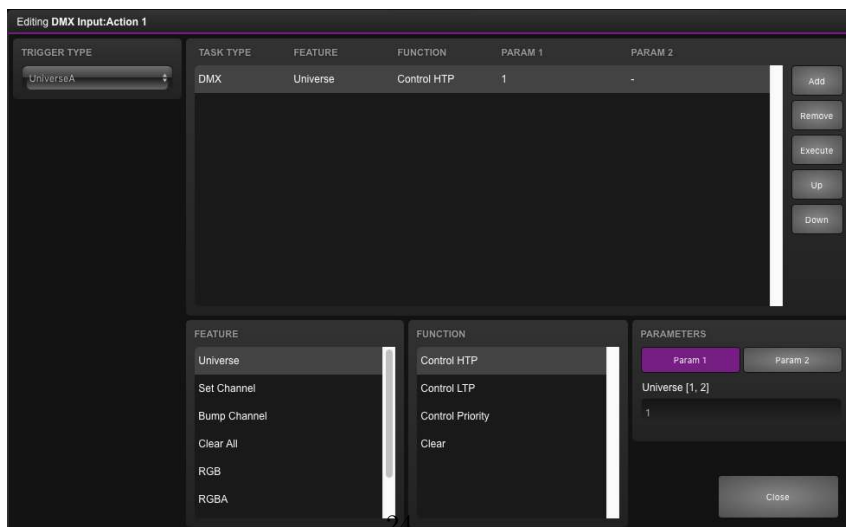 Editing DMX Input:Action 1
TRIGGER TYPE
UniverseA
TASK TYPE FEATURE FUNCTION PARAM 1 PARAM 2
DMX Universe Control HTP 1 -
Add
Remove
Execute
Up
Down
FEATURE
Universe
Set Channel
Bump Channel
Clear All
RGB
RGBA
FUNCTION
Control HTP
Control LTP
Control Priority
Clear
PARAMETERS
Param 1 Param 2
Universe [1, 2]
1
Close
24